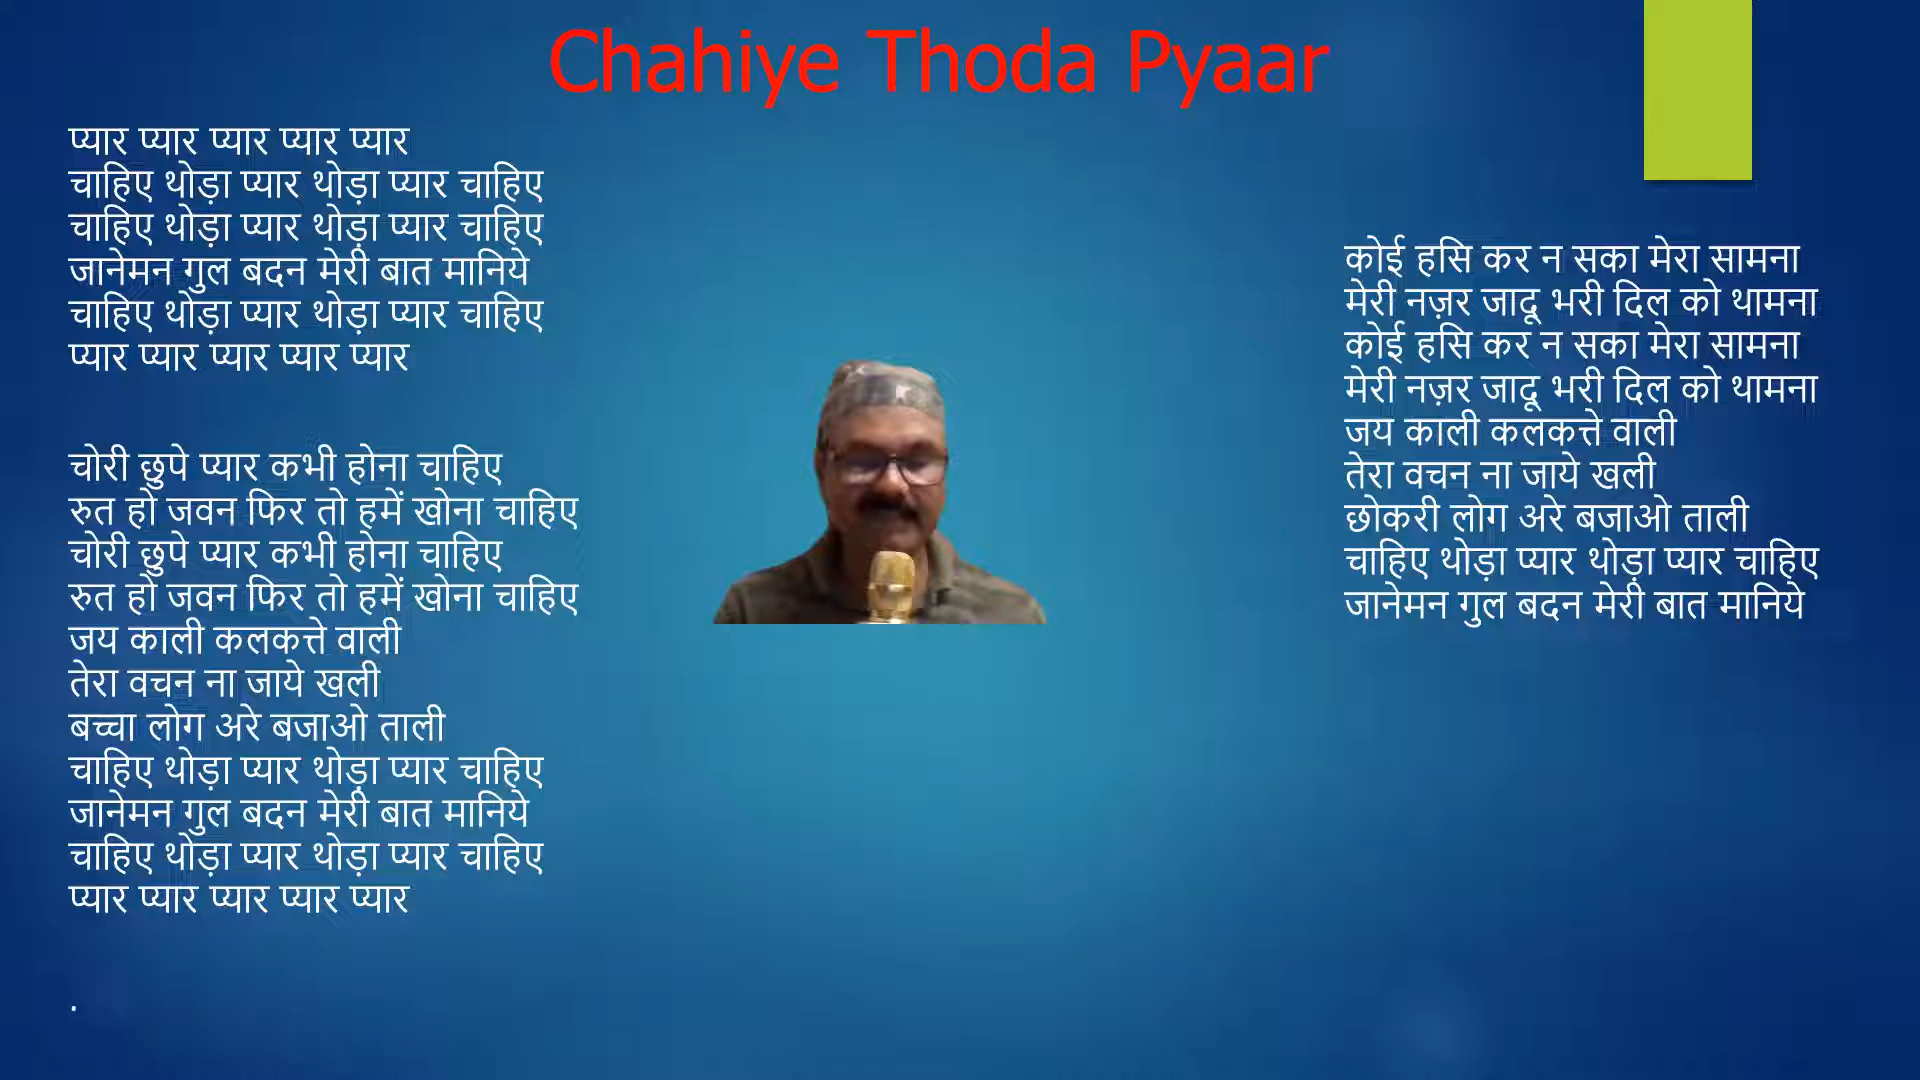 Chahiye Thoda Pyaar
प्यार प्यार प्यार प्यार प्यार
चाहिए थोड़ा प्यार थोड़ा प्यार चाहिए
चाहिए थोड़ा प्यार थोड़ा प्यार चाहिए
जानेमन गुल बदन मेरी बात मानिये
चाहिए थोड़ा प्यार थोड़ा प्यार चाहिए
प्यार प्यार प्यार प्यार प्यार
चोरी छुपे प्यार कभी होना चाहिए
रुत हो जवन फिर तो हमें खोना चाहिए
चोरी छुपे प्यार कभी होना चाहिए
रुत हो जवन फिर तो हमें खोना चाहिए
जय काली कलकत्ते वाली
तेरा वचन ना जाये खली
बच्चा लोग अरे बजाओ ताली
चाहिए थोड़ा प्यार थोड़ा प्यार चाहिए
जानेमन गुल बदन मेरी बात मानिये
चाहिए थोड़ा प्यार थोड़ा प्यार चाहिए
प्यार प्यार प्यार प्यार प्यार
.
कोई हसि कर न सका मेरा सामना
मेरी नज़र जादू भरी दिल को थामना
कोई हसि कर न सका मेरा सामना
मेरी नज़र जादू भरी दिल को थामना
जय काली कलकत्ते वाली
तेरा वचन ना जाये खली
छोकरी लोग अरे बजाओ ताली
चाहिए थोड़ा प्यार थोड़ा प्यार चाहिए
जानेमन गुल बदन मेरी बात मानिये